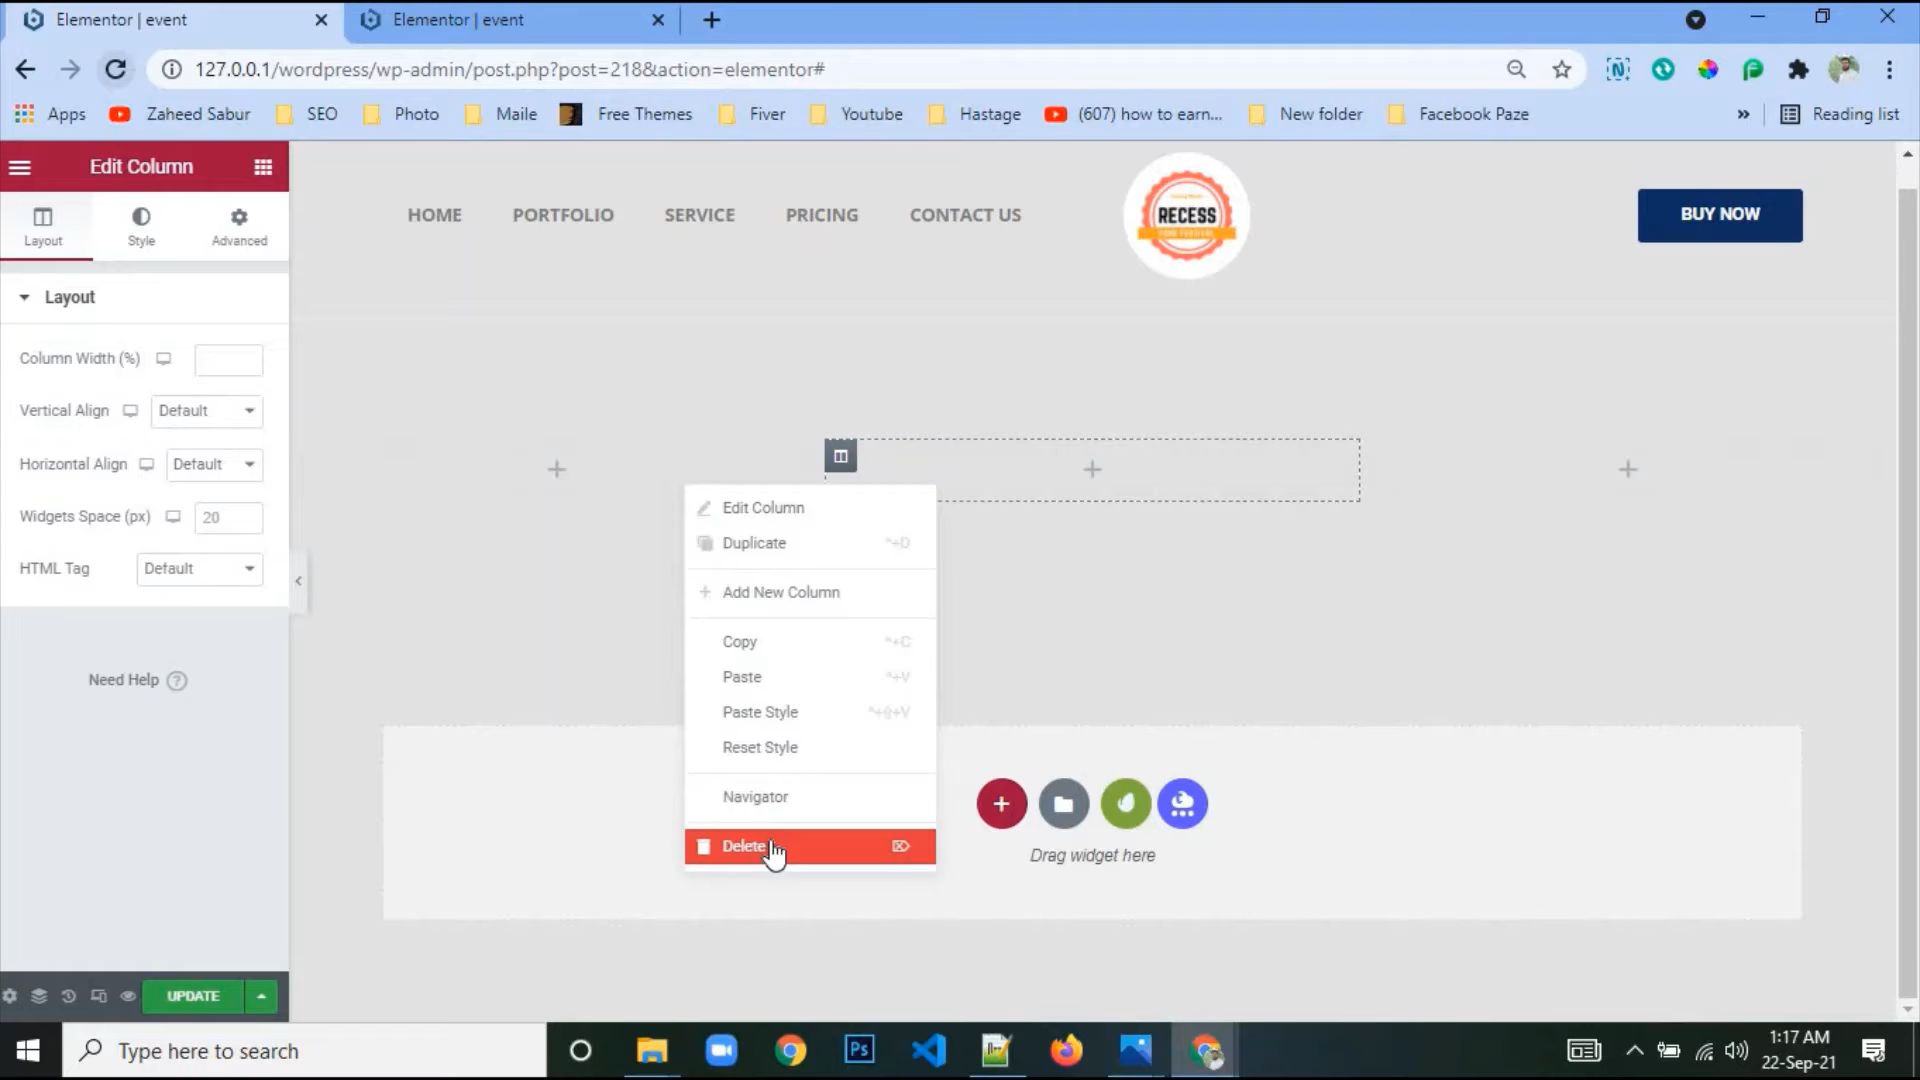 Elementor | event
Elementor | event
127.0.0.1/wordpress/wp-admin/post.php?post=218&action=elementor#
Apps
Zaheed Sabur
SEO
Photo
Maile
Free Themes
Fiver
Youtube
Hastage
(607) how to earn...
New folder
Facebook Paze
»
Reading list
Edit Column
Layout
Style
Advanced
Layout
Column Width (%)
Vertical Align
Default
Horizontal Align
Default
Widgets Space (px)
20
HTML Tag
Default
Need Help
UPDATE
HOME
PORTFOLIO
SERVICE
PRICING
CONTACT US
RECESS
BUY NOW
Edit Column
Duplicate ^+D
Add New Column
Copy ^+C
Paste ^+V
Paste Style ^+⇧+V
Reset Style
Navigator
Delete
Drag widget here
Type here to search
Ps
1:17 AM
22-Sep-21